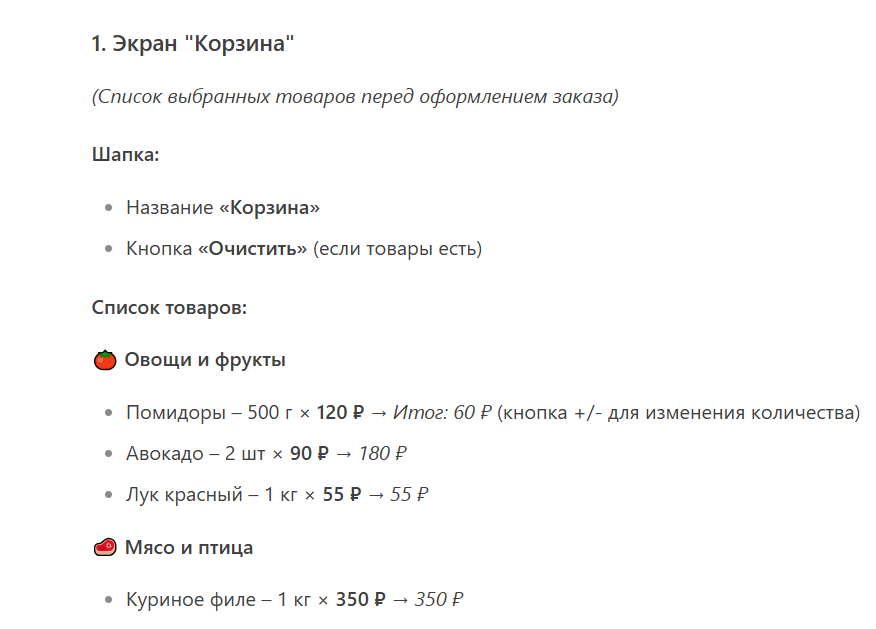 1. Экран "Корзина"
(Список выбранных товаров перед оформлением заказа)
Шапка:
Название «Корзина»
Кнопка «Очистить» (если товары есть)
Список товаров:
Овощи и фрукты
Помидоры – 500 г × 120 ₽ → Итог: 60 ₽ (кнопка +/- для изменения количества)
Авокадо – 2 шт × 90 ₽ → 180 ₽
Лук красный – 1 кг × 55 ₽ → 55 ₽
Мясо и птица
Куриное филе – 1 кг × 350 ₽ → 350 ₽